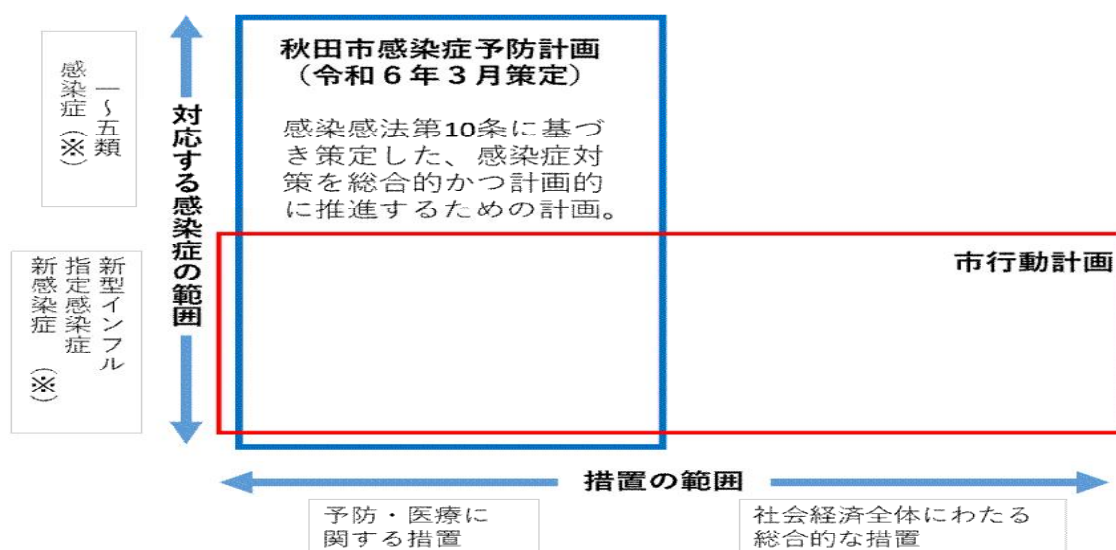 秋田市感染症予防計画
（令和６年３月策定）
感染感法第10条に基づ
き策定した、感染症対
策を総合的かつ計画的
に推進するための計画。
市行動計画
対応する感染症の範囲
一～五類
感染症（※）
新型インフル
指定感染症
新感染症　（※）
措置の範囲
予防・医療に
関する措置
社会経済全体にわたる
総合的な措置